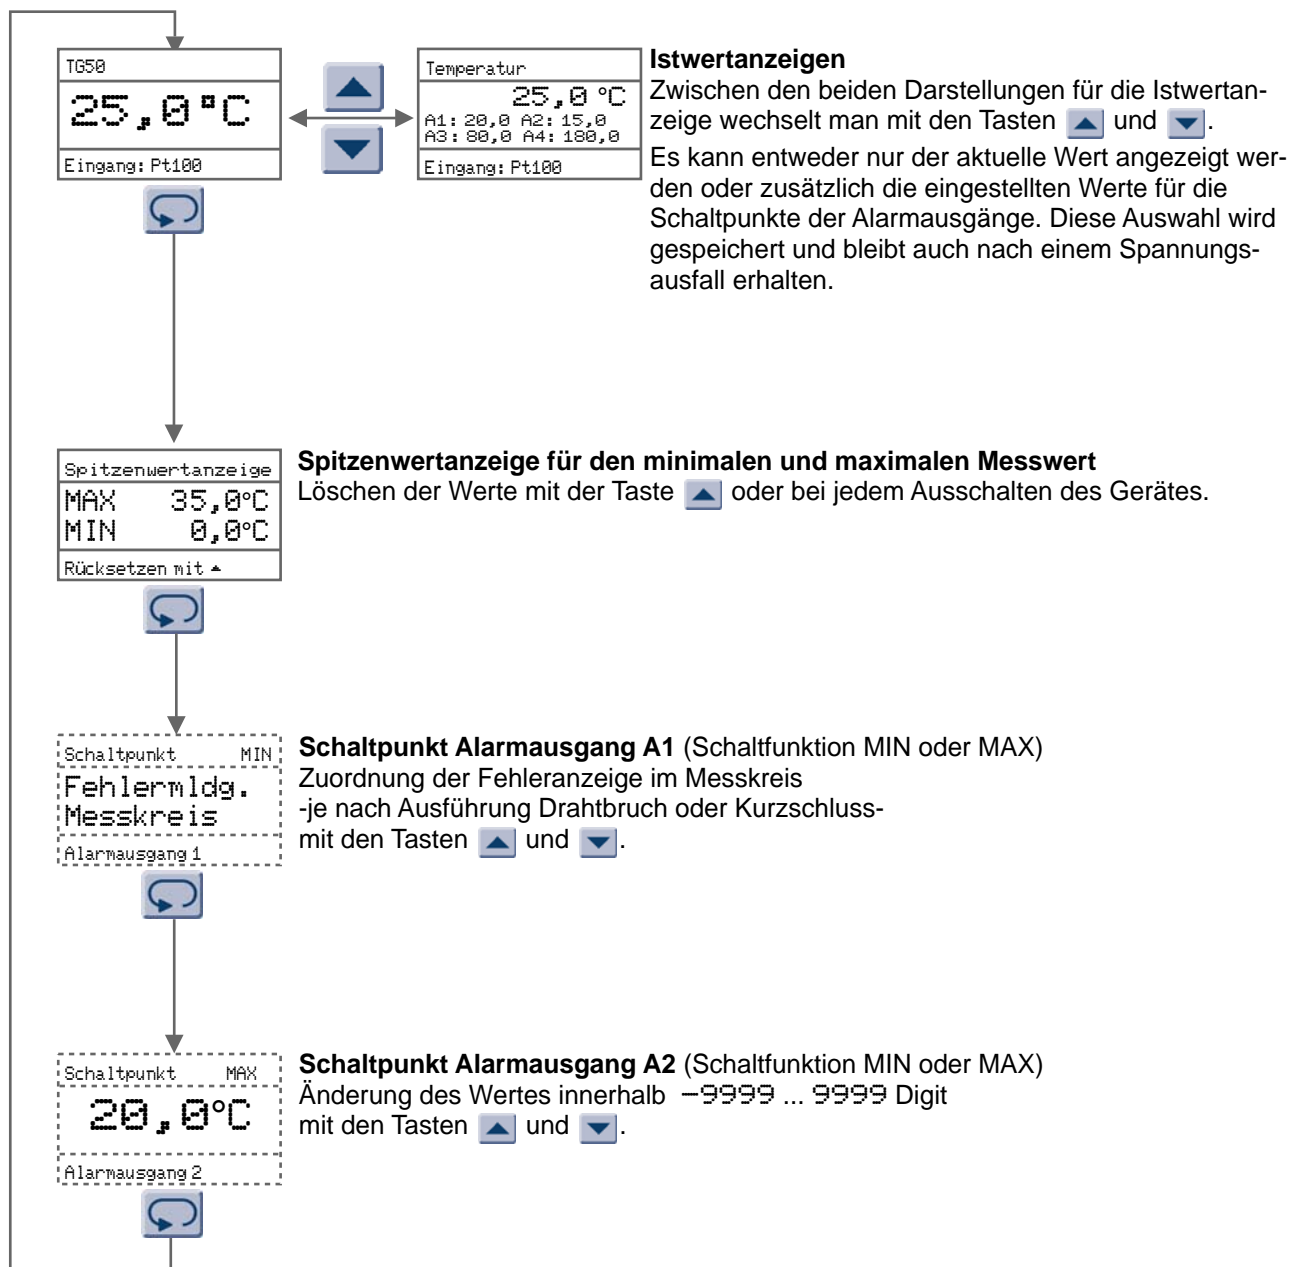 TG50
25,0°C
Eingang: Pt100
Temperatur
25,0 °C
A1: 20,0 A2: 15,0
A3: 80,0 A4: 180,0
Eingang: Pt100
Istwertanzeigen
Zwischen den beiden Darstellungen für die Istwertan-
zeige wechselt man mit den Tasten ▲ und ▼.
Es kann entweder nur der aktuelle Wert angezeigt wer-
den oder zusätzlich die eingestellten Werte für die
Schaltpunkte der Alarmausgänge. Diese Auswahl wird
gespeichert und bleibt auch nach einem Spannungs-
ausfall erhalten.
Spitzenwertanzeige
MAX 35,0°C
MIN 0,0°C
Rücksetzen mit ▲
Spitzenwertanzeige für den minimalen und maximalen Messwert
Löschen der Werte mit der Taste ▲ oder bei jedem Ausschalten des Gerätes.
Schaltpunkt MIN
Fehlermldg.
Messkreis
Alarmausgang 1
Schaltpunkt Alarmausgang A1 (Schaltfunktion MIN oder MAX)
Zuordnung der Fehleranzeige im Messkreis
-je nach Ausführung Drahtbruch oder Kurzschluss-
mit den Tasten ▲ und ▼.
Schaltpunkt MAX
20,0°C
Alarmausgang 2
Schaltpunkt Alarmausgang A2 (Schaltfunktion MIN oder MAX)
Änderung des Wertes innerhalb −9999 ... 9999 Digit
mit den Tasten ▲ und ▼.